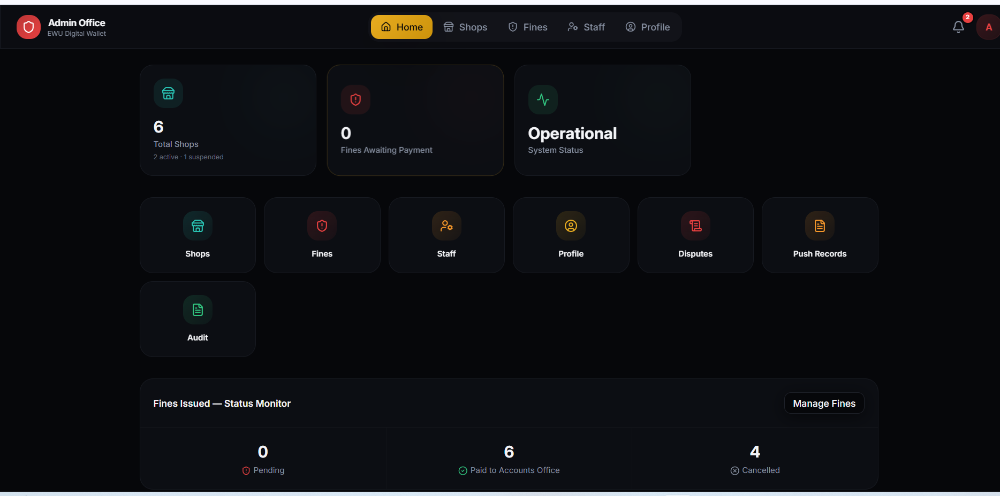 Admin Office
EWU Digital Wallet
Home
Shops
Fines
Staff
Profile
2
A
6
Total Shops
2 active · 1 suspended
0
Fines Awaiting Payment
Operational
System Status
Shops
Fines
Staff
Profile
Disputes
Push Records
Audit
Fines Issued — Status Monitor
Manage Fines
0
Pending
6
Paid to Accounts Office
4
Cancelled